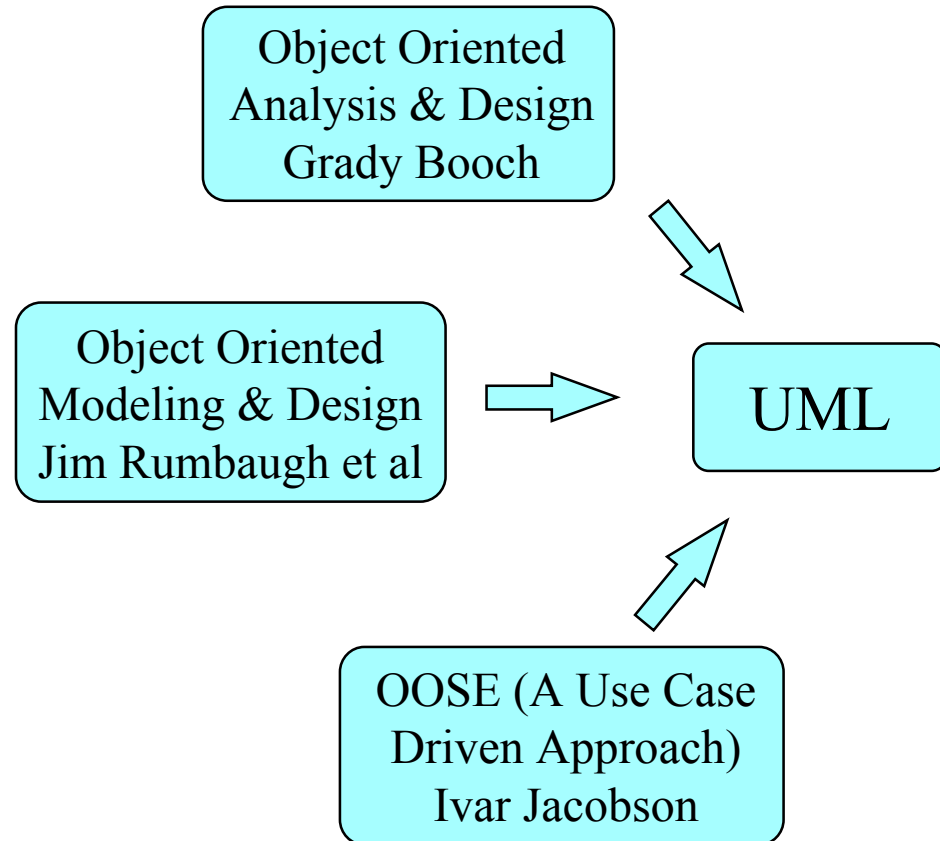 Object Oriented
Analysis & Design
Grady Booch
Object Oriented
Modeling & Design
Jim Rumbaugh et al
UML
OOSE (A Use Case
Driven Approach)
Ivar Jacobson